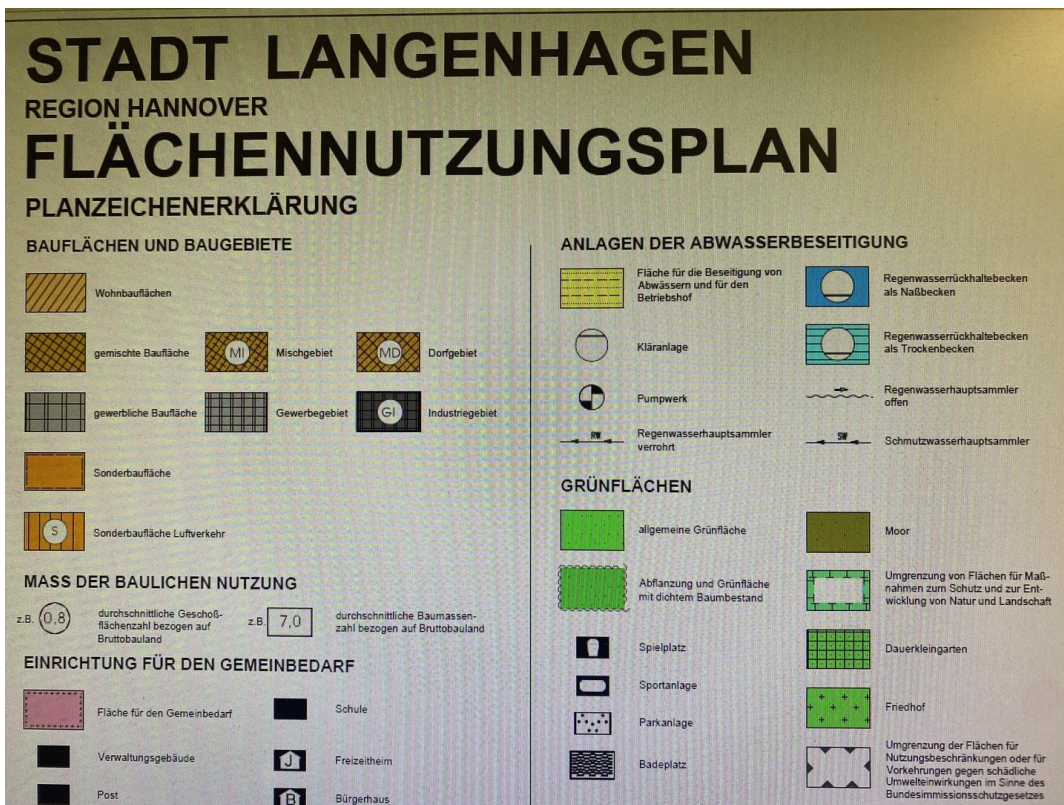 STADT LANGENHAGEN
REGION HANNOVER
FLÄCHENNUTZUNGSPLAN
PLANZEICHENERKLÄRUNG
BAUFLÄCHEN UND BAUGEBIETE
Wohnbauflächen
gemischte Baufläche
MI
Mischgebiet
MD
Dorfgebiet
gewerbliche Baufläche
Gewerbegebiet
GI
Industriegebiet
Sonderbaufläche
S
Sonderbaufläche Luftverkehr
MASS DER BAULICHEN NUTZUNG
z.B. 0,8
durchschnittliche Geschoß-
flächenzahl bezogen auf
Bruttobauland
z.B. 7,0
durchschnittliche Baumassen-
zahl bezogen auf Bruttobauland
EINRICHTUNG FÜR DEN GEMEINBEDARF
Fläche für den Gemeinbedarf
Schule
Verwaltungsgebäude
J
Freizeitheim
Post
B
Bürgerhaus
ANLAGEN DER ABWASSERBESEITIGUNG
Fläche für die Beseitigung von
Abwässern und für den
Betriebshof
Regenwasserrückhaltebecken
als Naßbecken
Kläranlage
Regenwasserrückhaltebecken
als Trockenbecken
Pumpwerk
Regenwasserhauptsammler
offen
RW
Regenwasserhauptsammler
verrohrt
SW
Schmutzwasserhauptsammler
GRÜNFLÄCHEN
allgemeine Grünfläche
Moor
Abflanzung und Grünfläche
mit dichtem Baumbestand
Umgrenzung von Flächen für Maß-
nahmen zum Schutz und zur Ent-
wicklung von Natur und Landschaft
Spielplatz
Dauerkleingarten
Sportanlage
Parkanlage
Friedhof
Badeplatz
Umgrenzung der Flächen für
Nutzungsbeschränkungen oder für
Vorkehrungen gegen schädliche
Umwelteinwirkungen im Sinne des
Bundesimmissionsschutzgesetzes